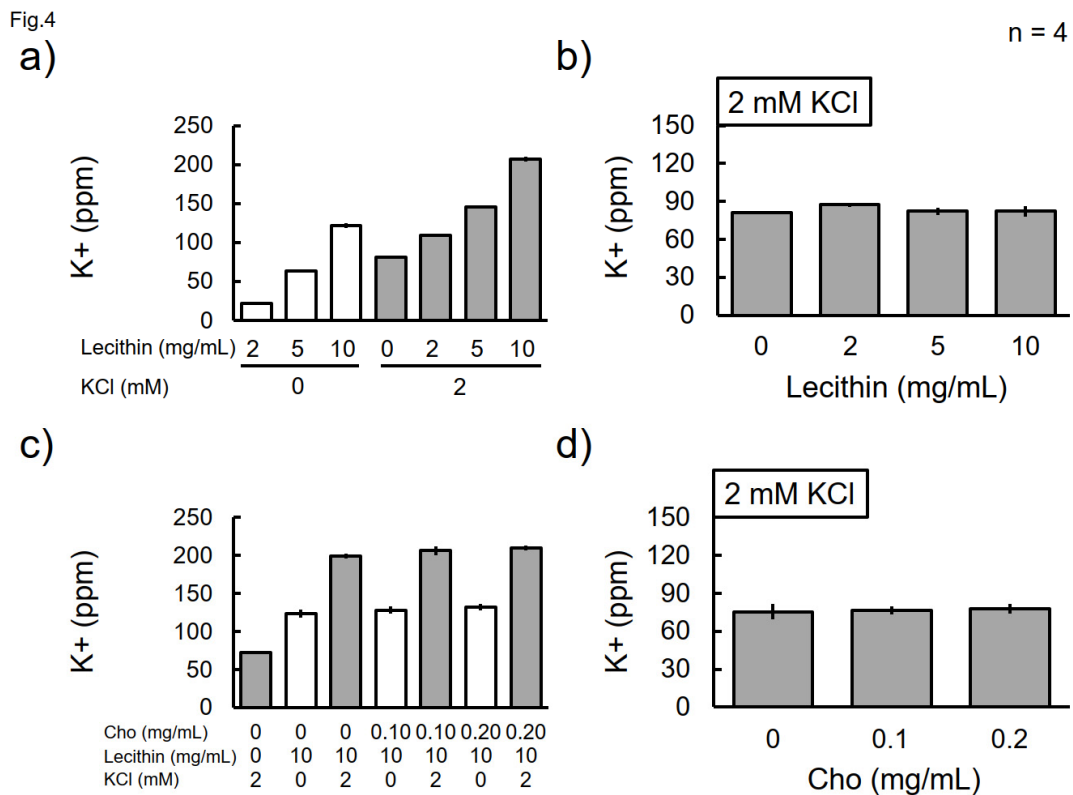 Fig.4
n = 4
a)
250
200
150
100
50
0
K+ (ppm)
Lecithin (mg/mL) 2 5 10 0 2 5 10
KCl (mM) 0 2
b)
2 mM KCl
150
120
90
60
30
0
K+ (ppm)
0 2 5 10
Lecithin (mg/mL)
c)
250
200
150
100
50
0
K+ (ppm)
Cho (mg/mL) 0 0 0 0.10 0.10 0.20 0.20
Lecithin (mg/mL) 0 10 10 10 10 10 10
KCl (mM) 2 0 2 0 2 0 2
d)
2 mM KCl
150
120
90
60
30
0
K+ (ppm)
0 0.1 0.2
Cho (mg/mL)